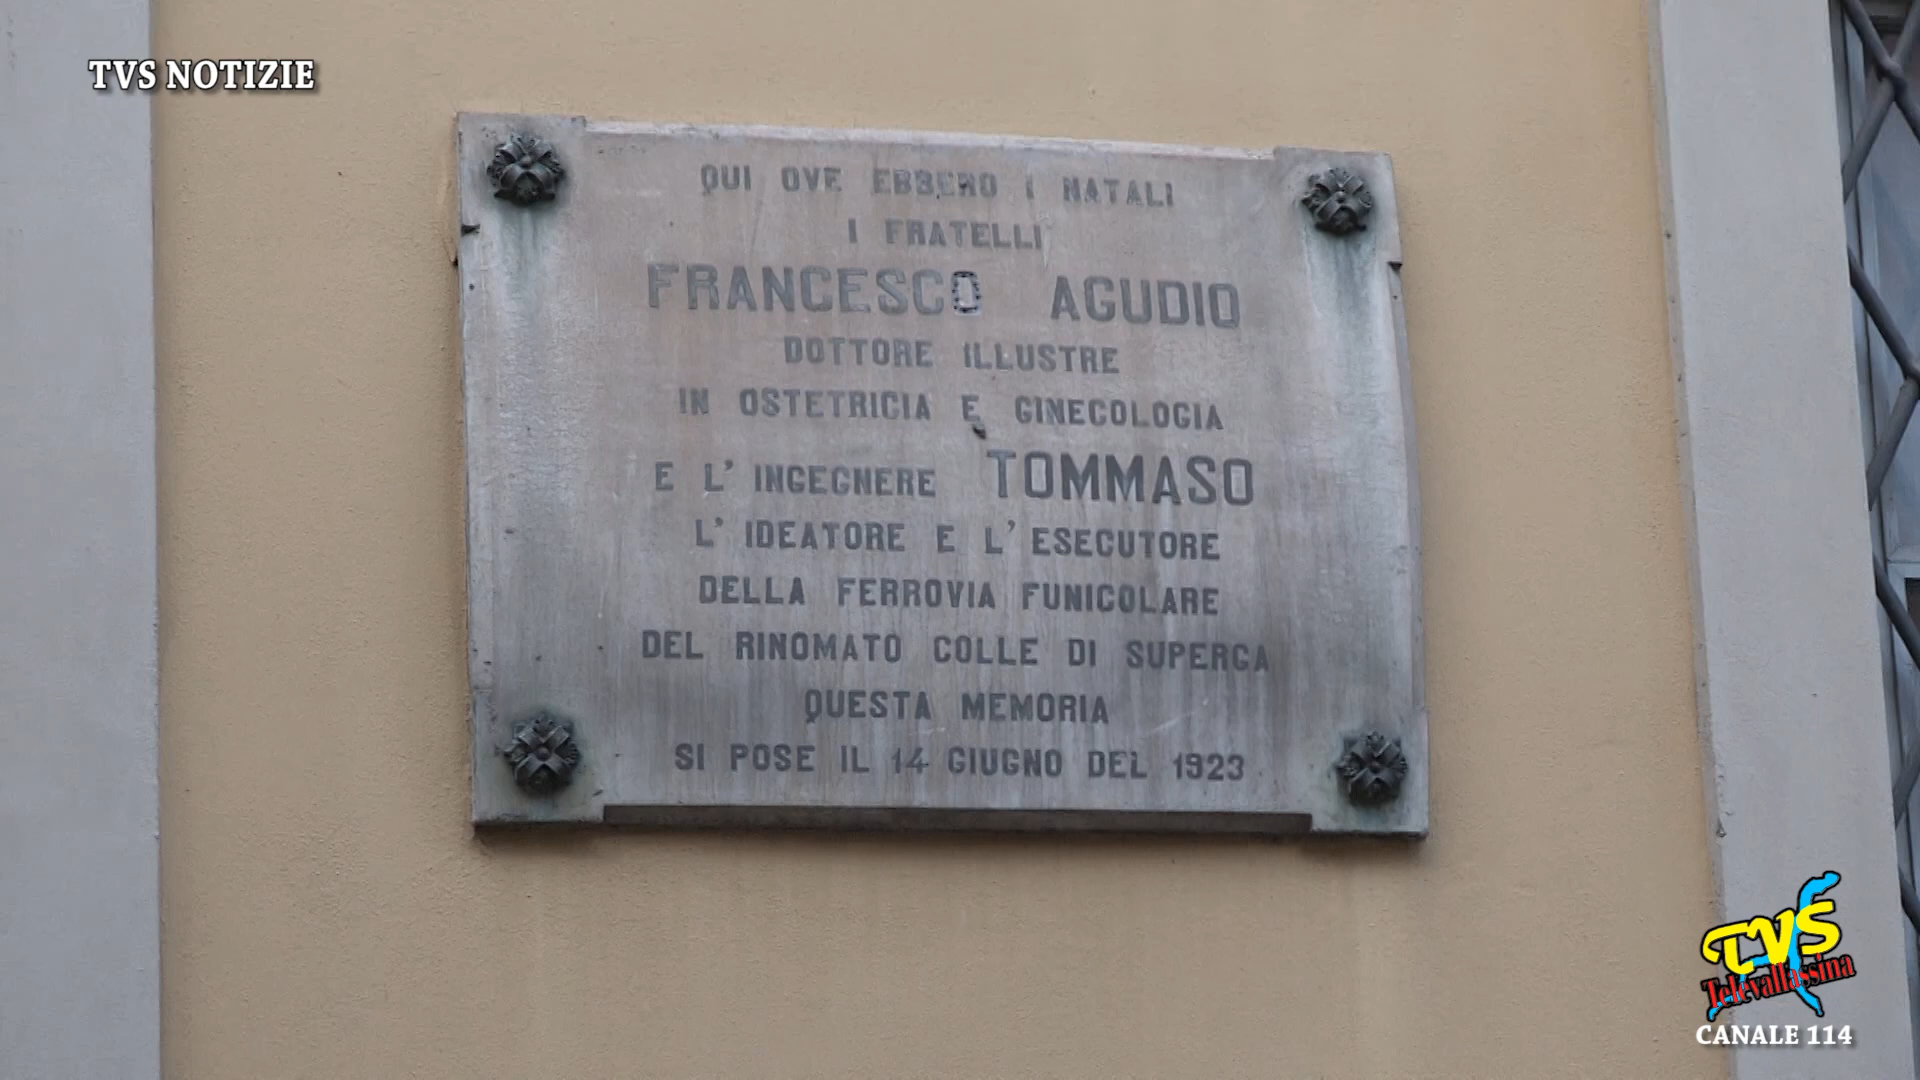 TVS NOTIZIE
QUI OVE EBBERO I NATALI
I FRATELLI
FRANCESCO AGUDIO
DOTTORE ILLUSTRE
IN OSTETRICIA E GINECOLOGIA
E L' INGEGNERE TOMMASO
L' IDEATORE E L' ESECUTORE
DELLA FERROVIA FUNICOLARE
DEL RINOMATO COLLE DI SUPERGA
QUESTA MEMORIA
SI POSE IL 14 GIUGNO DEL 1923
TVS
Televallassina
CANALE 114